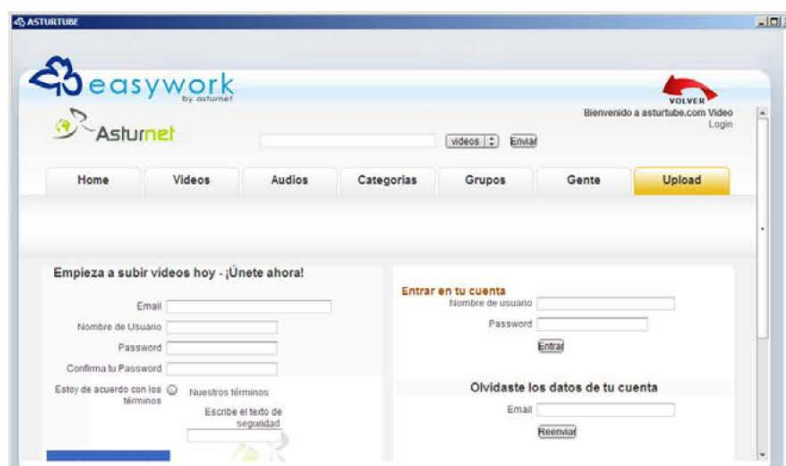 ASTURTUBE
easywork
by asturnet
VOLVER
Bienvenido a asturtube.com Video
Login
Asturnet
videos
Enviar
Home
Videos
Audios
Categorias
Grupos
Gente
Upload
Empieza a subir videos hoy - ¡Únete ahora!
Email
Nombre de Usuario
Password
Confirma tu Password
Estoy de acuerdo con los
términos
Nuestros términos
Escribe el texto de
seguridad
Entrar en tu cuenta
Nombre de usuario
Password
Entrar
Olvidaste los datos de tu cuenta
Email
Reenviar